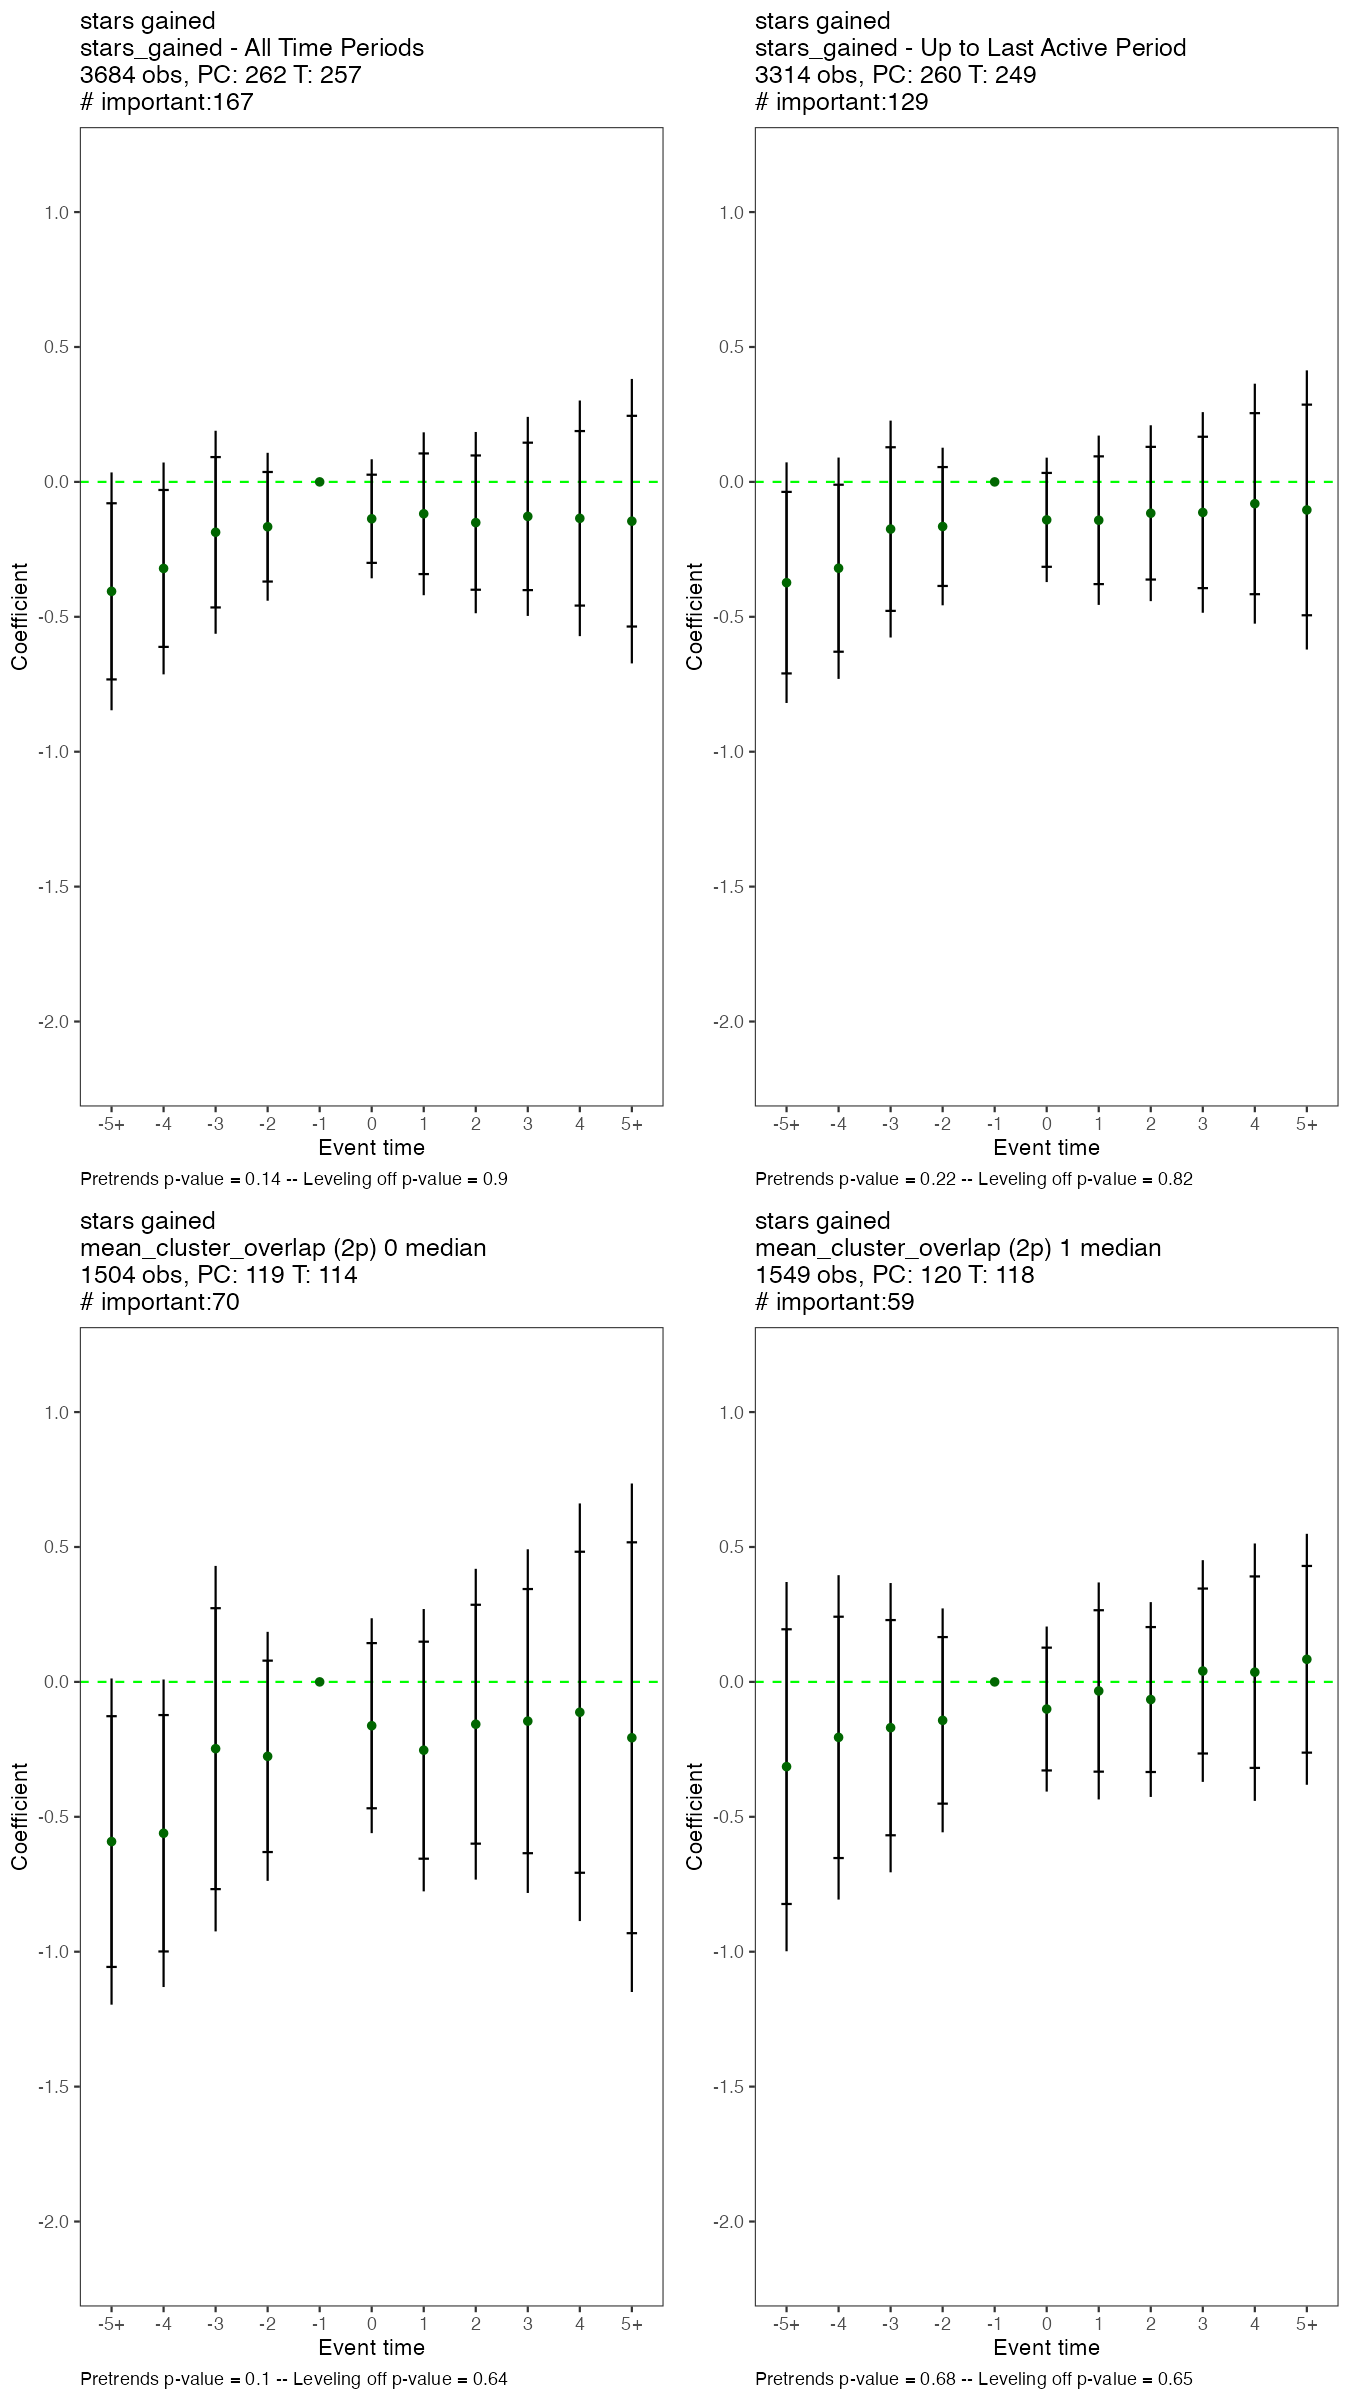 stars gained
stars_gained - All Time Periods
3684 obs, PC: 262 T: 257
# important:167
1.0
0.5
0.0
-0.5
-1.0
-1.5
-2.0
Coefficient
-5+ -4 -3 -2 -1 0 1 2 3 4 5+
Event time
Pretrends p-value = 0.14 -- Leveling off p-value = 0.9
stars gained
stars_gained - Up to Last Active Period
3314 obs, PC: 260 T: 249
# important:129
1.0
0.5
0.0
-0.5
-1.0
-1.5
-2.0
Coefficient
-5+ -4 -3 -2 -1 0 1 2 3 4 5+
Event time
Pretrends p-value = 0.22 -- Leveling off p-value = 0.82
stars gained
mean_cluster_overlap (2p) 0 median
1504 obs, PC: 119 T: 114
# important:70
1.0
0.5
0.0
-0.5
-1.0
-1.5
-2.0
Coefficient
-5+ -4 -3 -2 -1 0 1 2 3 4 5+
Event time
Pretrends p-value = 0.1 -- Leveling off p-value = 0.64
stars gained
mean_cluster_overlap (2p) 1 median
1549 obs, PC: 120 T: 118
# important:59
1.0
0.5
0.0
-0.5
-1.0
-1.5
-2.0
Coefficient
-5+ -4 -3 -2 -1 0 1 2 3 4 5+
Event time
Pretrends p-value = 0.68 -- Leveling off p-value = 0.65